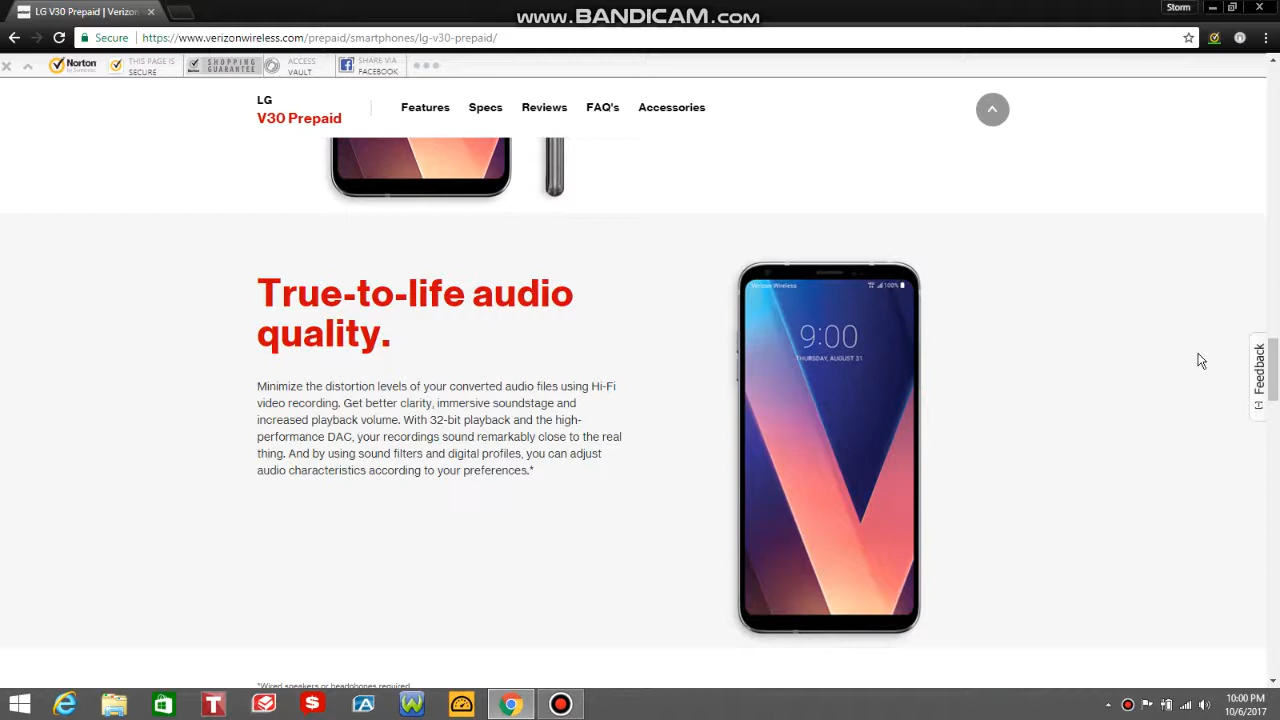 LG V30 Prepaid | Verizon
www.BANDICAM.com
Storm
Secure
https://www.verizonwireless.com/prepaid/smartphones/lg-v30-prepaid/
Norton
by Symantec
THIS PAGE IS
SECURE
SHOPPING
GUARANTEE
ACCESS
VAULT
SHARE VIA
FACEBOOK
LG
V30 Prepaid
Features
Specs
Reviews
FAQ's
Accessories
True-to-life audio
quality.
Minimize the distortion levels of your converted audio files using Hi-Fi
video recording. Get better clarity, immersive soundstage and
increased playback volume. With 32-bit playback and the high-
performance DAC, your recordings sound remarkably close to the real
thing. And by using sound filters and digital profiles, you can adjust
audio characteristics according to your preferences.*
Verizon Wireless
100%
9:00
THURSDAY, AUGUST 31
[-] Feedback
*Wired speakers or headphones required
10:00 PM
10/6/2017